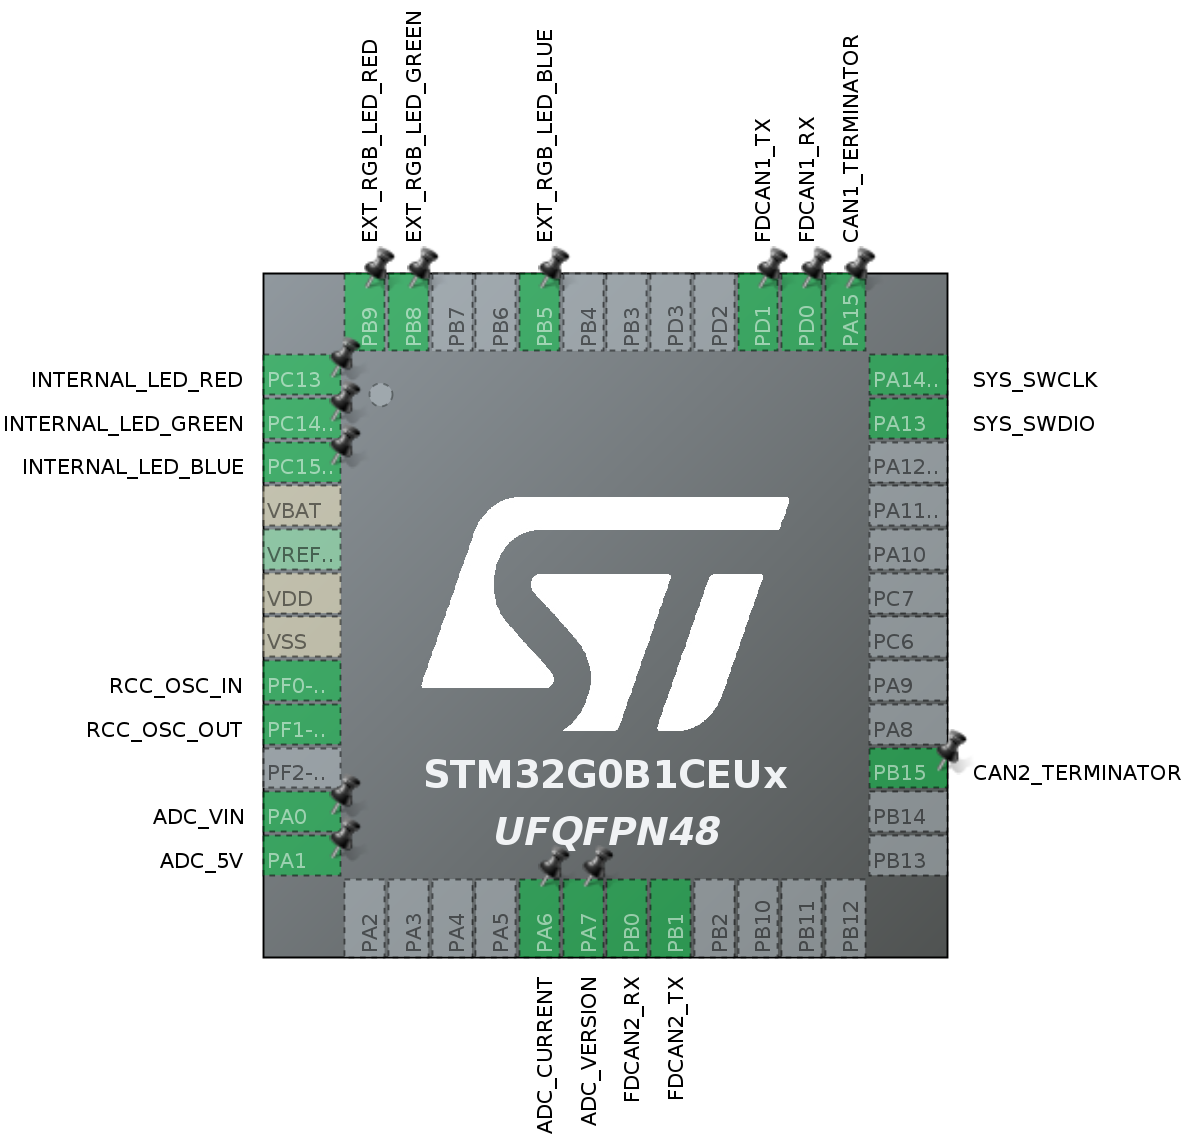 EXT_RGB_LED_RED
EXT_RGB_LED_GREEN
EXT_RGB_LED_BLUE
FDCAN1_TX
FDCAN1_RX
CAN1_TERMINATOR
PB9
PB8
PB7
PB6
PB5
PB4
PB3
PD3
PD2
PD1
PD0
PA15
INTERNAL_LED_RED PC13
INTERNAL_LED_GREEN PC14..
INTERNAL_LED_BLUE PC15..
VBAT
VREF..
VDD
VSS
RCC_OSC_IN PF0-..
RCC_OSC_OUT PF1-..
PF2-..
ADC_VIN PA0
ADC_5V PA1
ST
STM32G0B1CEUx
UFQFPN48
PA14.. SYS_SWCLK
PA13 SYS_SWDIO
PA12..
PA11..
PA10
PC7
PC6
PA9
PA8
PB15 CAN2_TERMINATOR
PB14
PB13
PA2
PA3
PA4
PA5
PA6
PA7
PB0
PB1
PB2
PB10
PB11
PB12
ADC_CURRENT
ADC_VERSION
FDCAN2_RX
FDCAN2_TX